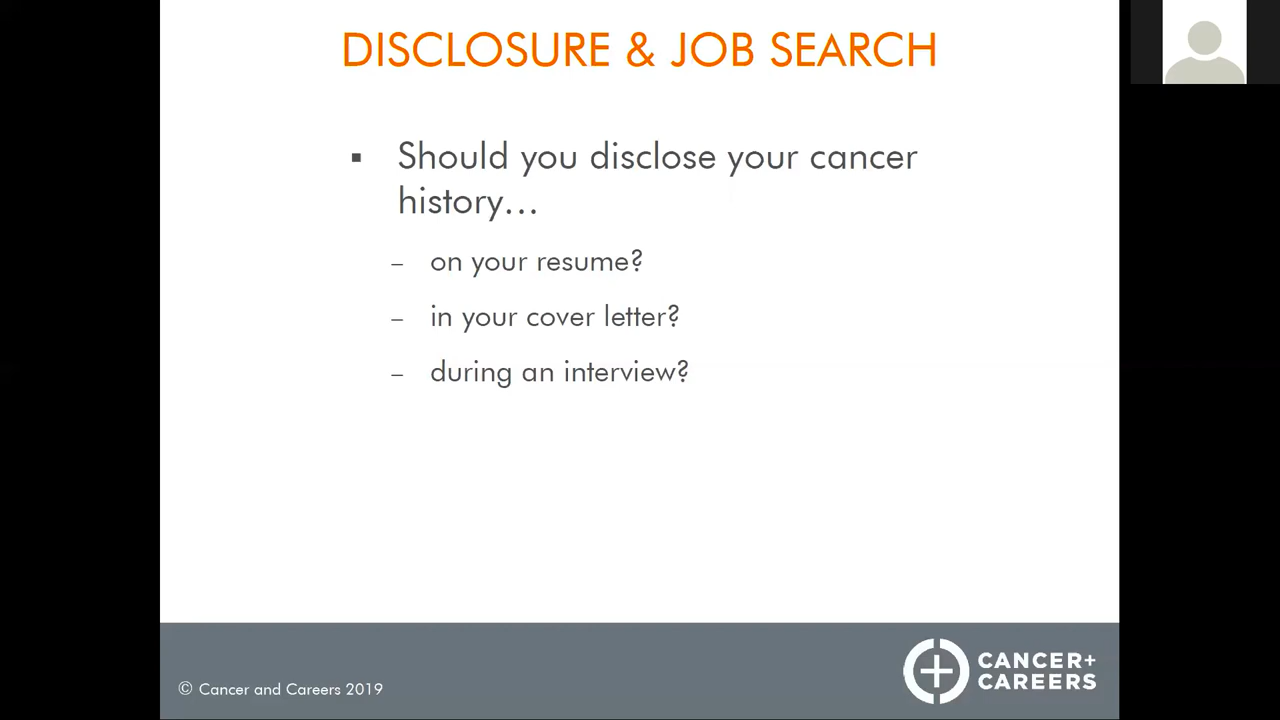 DISCLOSURE & JOB SEARCH
▪ Should you disclose your cancer
history...
– on your resume?
– in your cover letter?
– during an interview?
© Cancer and Careers 2019
CANCER+
CAREERS